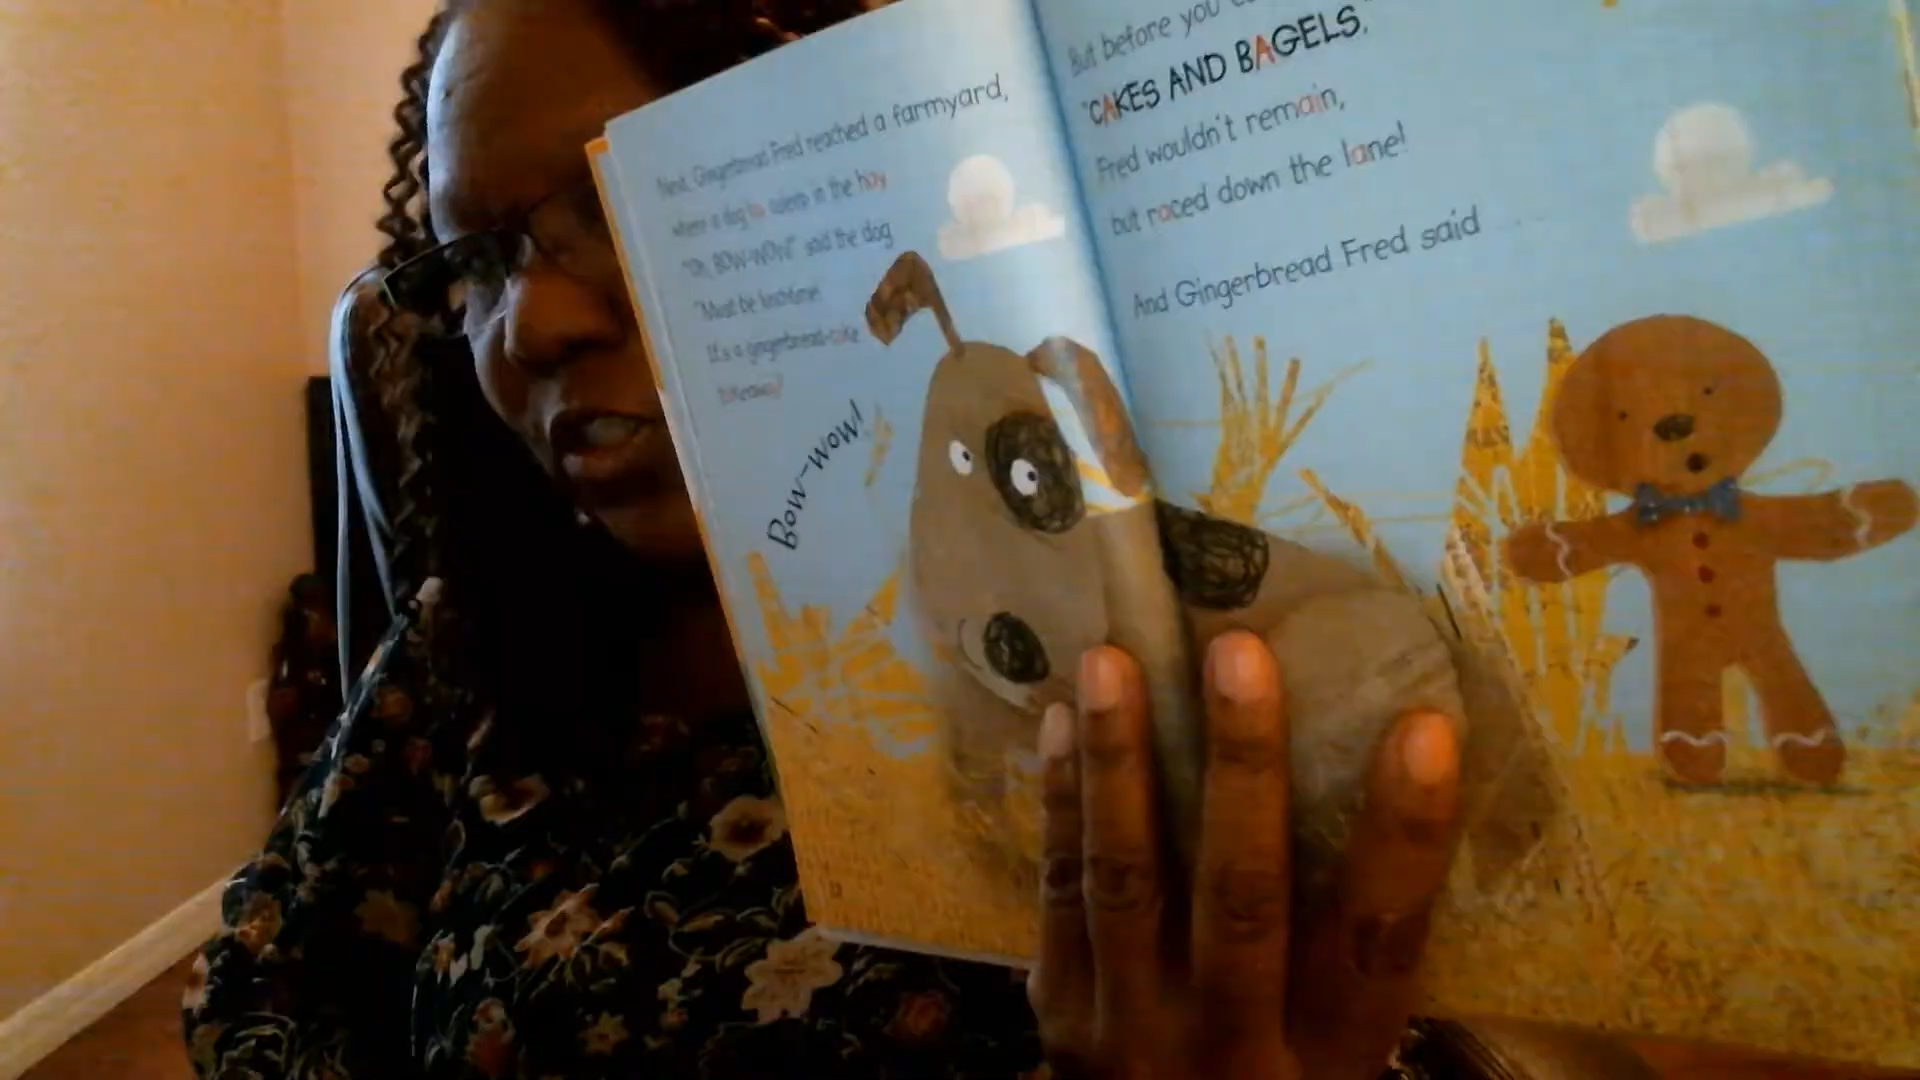 Next, Gingerbread Fred reached a farmyard,
where a dog lay asleep in the hay
"Oh, BOW-WOW!" said the dog
"Must be lunchtime!
It's a gingerbread-cake
takeaway!
Bow-wow!
But before you
"CAKES AND BAGELS,"
Fred wouldn't remain,
but raced down the lane!
And Gingerbread Fred said